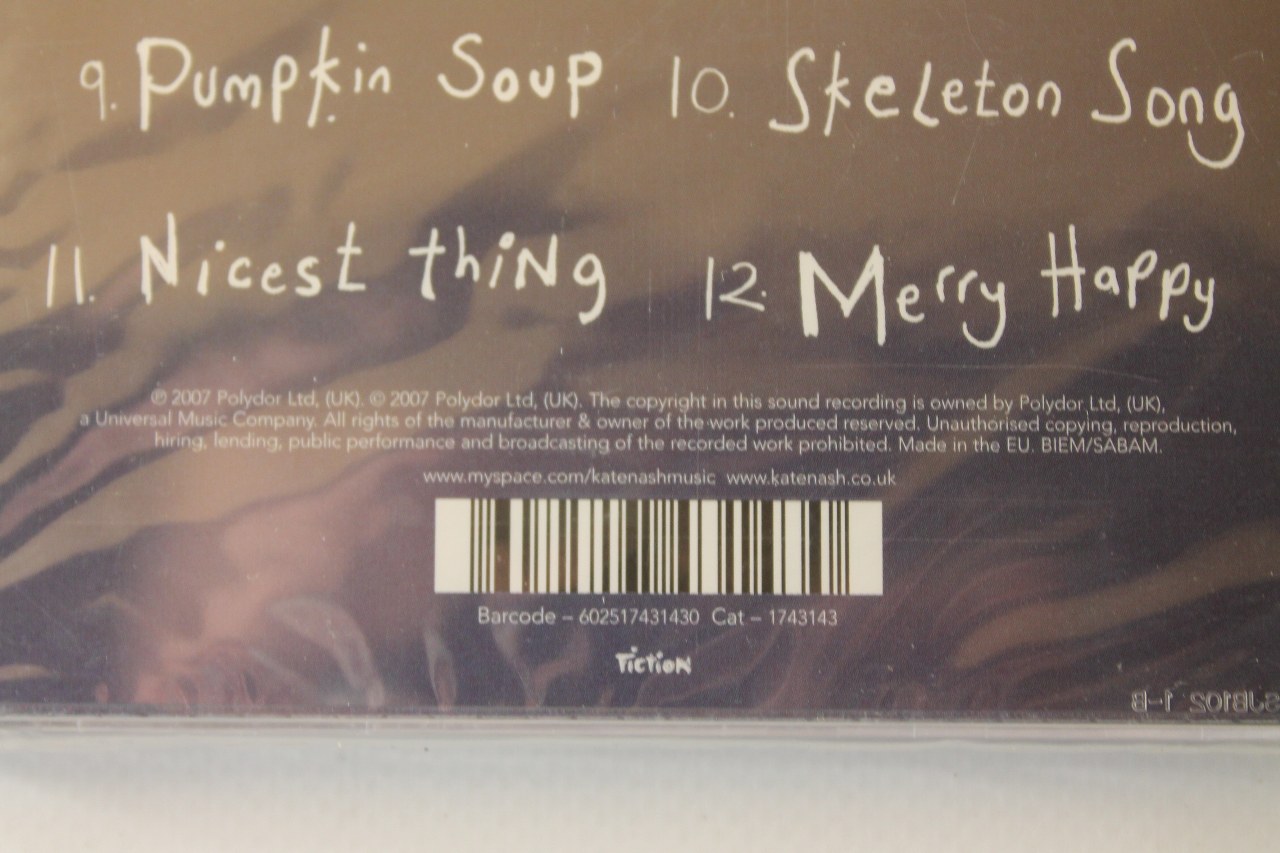 9. Pumpkin Soup 10. Skeleton Song
11. Nicest thing 12. Merry Happy
℗ 2007 Polydor Ltd, (UK). © 2007 Polydor Ltd, (UK). The copyright in this sound recording is owned by Polydor Ltd, (UK),
a Universal Music Company. All rights of the manufacturer & owner of the work produced reserved. Unauthorised copying, reproduction,
hiring, lending, public performance and broadcasting of the recorded work prohibited. Made in the EU. BIEM/SABAM.
www.myspace.com/katenashmusic www.katenash.co.uk
Barcode – 602517431430 Cat – 1743143
Fiction